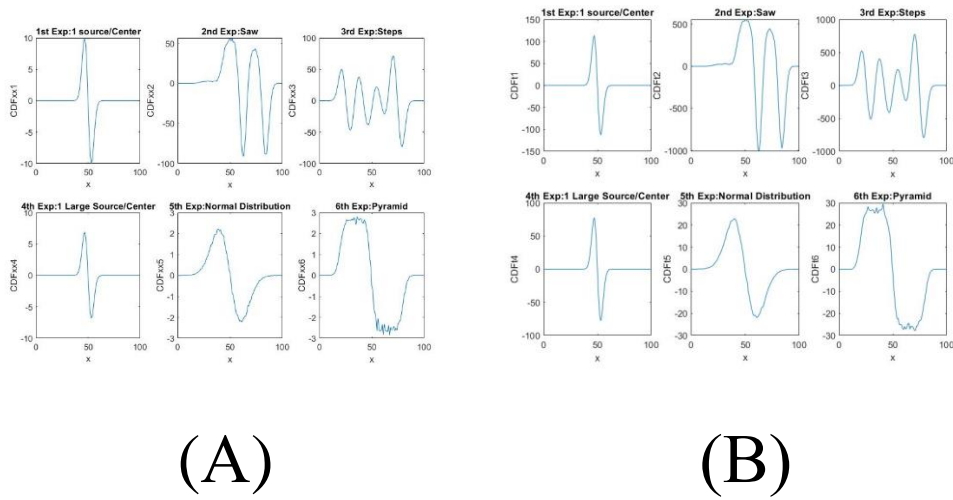 1st Exp:1 source/Center 2nd Exp:Saw 3rd Exp:Steps
CDFxx1
10
5
0
-5
-10
0 50 100
x
CDFxx2
50
0
-50
-100
0 50 100
x
CDFxx3
100
50
0
-50
-100
0 50 100
x
4th Exp:1 Large Source/Center 5th Exp:Normal Distribution 6th Exp:Pyramid
CDFxx4
10
5
0
-5
-10
0 50 100
x
CDFxx5
3
2
1
0
-1
-2
-3
0 50 100
x
CDFxx6
3
2
1
0
-1
-2
-3
0 50 100
x
(A)
1st Exp:1 source/Center 2nd Exp:Saw 3rd Exp:Steps
CDFt1
150
100
50
0
-50
-100
-150
0 50 100
x
CDFt2
500
0
-500
-1000
0 50 100
x
CDFt3
1000
500
0
-500
-1000
0 50 100
x
4th Exp:1 Large Source/Center 5th Exp:Normal Distribution 6th Exp:Pyramid
CDFt4
100
50
0
-50
-100
0 50 100
x
CDFt5
30
20
10
0
-10
-20
-30
0 50 100
x
CDFt6
30
20
10
0
-10
-20
-30
0 50 100
x
(B)